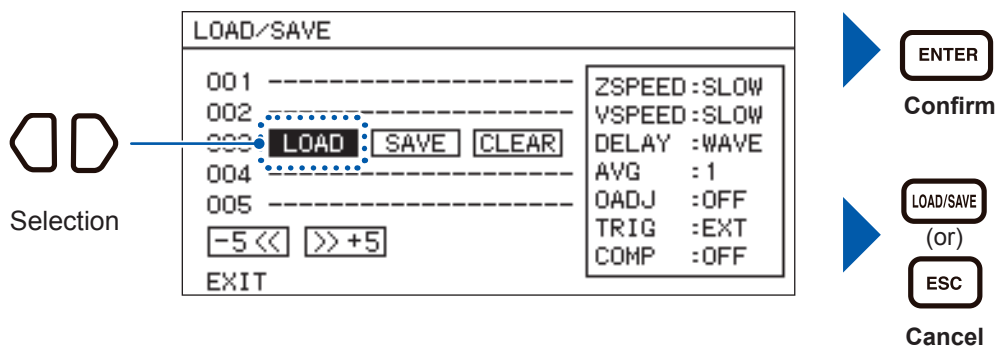 LOAD/SAVE
001 ----------------------
002 ----------------------
003 LOAD SAVE CLEAR
004 ----------------------
005 ----------------------
-5 << >> +5
EXIT
ZSPEED:SLOW
VSPEED:SLOW
DELAY :WAVE
AVG :1
OADJ :OFF
TRIG :EXT
COMP :OFF
Selection
ENTER
Confirm
LOAD/SAVE
(or)
ESC
Cancel